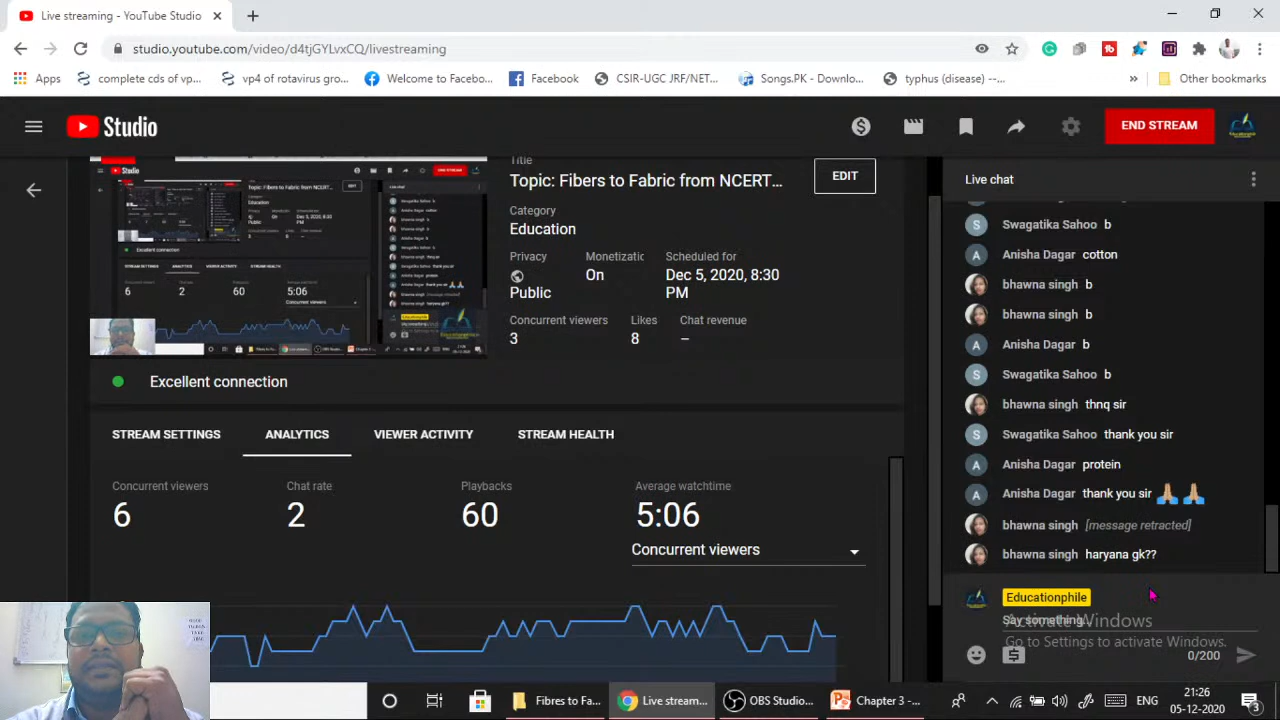 Live streaming - YouTube Studio
studio.youtube.com/video/d4tjGYLvxCQ/livestreaming
Apps
complete cds of vp...
vp4 of rotavirus gro...
Welcome to Facebo...
Facebook
CSIR-UGC JRF/NET...
Songs.PK - Downlo...
typhus (disease) --...
»
Other bookmarks
Studio
END STREAM
Title
Topic: Fibers to Fabric from NCERT...
EDIT
Category
Education
Privacy
Public
Monetizatic
On
Scheduled for
Dec 5, 2020, 8:30
PM
Concurrent viewers
3
Likes
8
Chat revenue
–
Excellent connection
STREAM SETTINGS
ANALYTICS
VIEWER ACTIVITY
STREAM HEALTH
Concurrent viewers
6
Chat rate
2
Playbacks
60
Average watchtime
5:06
Concurrent viewers
Live chat
Swagatika Sahoo b
Anisha Dagar cotton
bhawna singh b
bhawna singh b
Anisha Dagar b
Swagatika Sahoo b
bhawna singh thnq sir
Swagatika Sahoo thank you sir
Anisha Dagar protein
Anisha Dagar thank you sir 🙏🏽 🙏🏽
bhawna singh [message retracted]
bhawna singh haryana gk??
Educationphile
Say something...
Activate Windows
Go to Settings to activate Windows.
0/200
Fibres to Fa...
Live stream...
OBS Studio...
Chapter 3 -...
ENG
21:26
05-12-2020
3